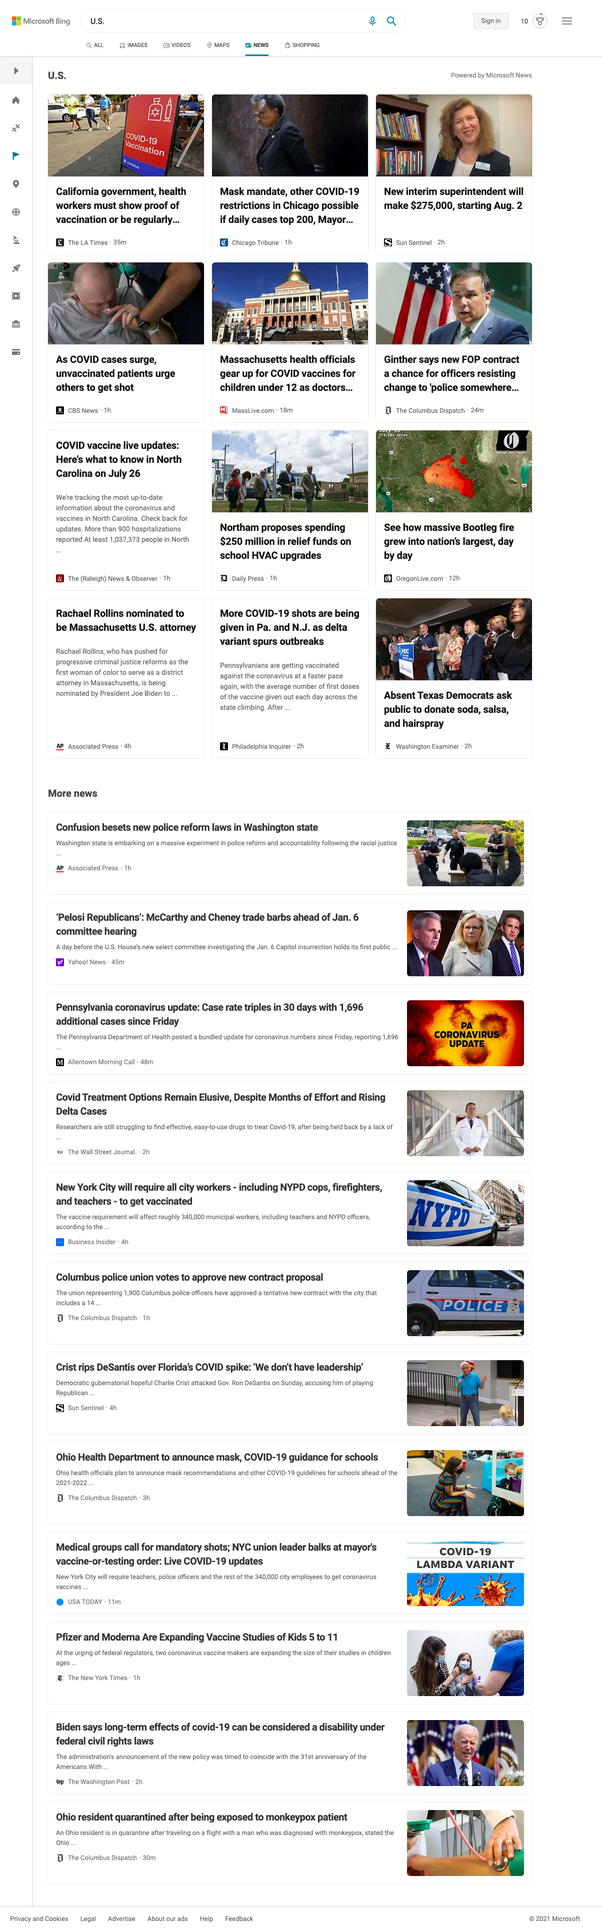 Microsoft Bing
U.S.
Sign in
10
ALL
IMAGES
VIDEOS
MAPS
NEWS
SHOPPING
U.S.
Powered by Microsoft News
COVID-19
Vaccination
California government, health
workers must show proof of
vaccination or be regularly...
The LA Times · 35m
Mask mandate, other COVID-19
restrictions in Chicago possible
if daily cases top 200, Mayor...
Chicago Tribune · 1h
New interim superintendent will
make $275,000, starting Aug. 2
Sun Sentinel · 2h
As COVID cases surge,
unvaccinated patients urge
others to get shot
CBS News · 1h
Massachusetts health officials
gear up for COVID vaccines for
children under 12 as doctors...
MassLive.com · 18m
Ginther says new FOP contract
a chance for officers resisting
change to 'police somewhere...
The Columbus Dispatch · 24m
COVID vaccine live updates:
Here's what to know in North
Carolina on July 26
We're tracking the most up-to-date
information about the coronavirus and
vaccines in North Carolina. Check back for
updates. More than 900 hospitalizations
reported At least 1,037,373 people in North
...
The (Raleigh) News & Observer · 1h
Northam proposes spending
$250 million in relief funds on
school HVAC upgrades
Daily Press · 1h
See how massive Bootleg fire
grew into nation's largest, day
by day
OregonLive.com · 12h
Rachael Rollins nominated to
be Massachusetts U.S. attorney
Rachael Rollins, who has pushed for
progressive criminal justice reforms as the
first woman of color to serve as a district
attorney in Massachusetts, is being
nominated by President Joe Biden to ...
AP Associated Press · 4h
More COVID-19 shots are being
given in Pa. and N.J. as delta
variant spurs outbreaks
Pennsylvanians are getting vaccinated
against the coronavirus at a faster pace
again, with the average number of first doses
of the vaccine given out each day across the
state climbing. After ...
Philadelphia Inquirer · 2h
Absent Texas Democrats ask
public to donate soda, salsa,
and hairspray
Washington Examiner · 2h
More news
Confusion besets new police reform laws in Washington state
Washington state is embarking on a massive experiment in police reform and accountability following the racial justice
...
AP Associated Press · 1h
'Pelosi Republicans': McCarthy and Cheney trade barbs ahead of Jan. 6
committee hearing
A day before the U.S. House's new select committee investigating the Jan. 6 Capitol insurrection holds its first public ...
Yahoo! News · 45m
Pennsylvania coronavirus update: Case rate triples in 30 days with 1,696
additional cases since Friday
The Pennsylvania Department of Health posted a bundled update for coronavirus numbers since Friday, reporting 1,696
...
Allentown Morning Call · 48m
PA
CORONAVIRUS
UPDATE
Covid Treatment Options Remain Elusive, Despite Months of Effort and Rising
Delta Cases
Researchers are still struggling to find effective, easy-to-use drugs to treat Covid-19, after being held back by a lack of
...
The Wall Street Journal. · 2h
New York City will require all city workers - including NYPD cops, firefighters,
and teachers - to get vaccinated
The vaccine requirement will affect roughly 340,000 municipal workers, including teachers and NYPD officers,
according to the ...
Business Insider · 4h
NYPD
Columbus police union votes to approve new contract proposal
The union representing 1,900 Columbus police officers have approved a tentative new contract with the city that
includes a 14 ...
The Columbus Dispatch · 1h
POLICE
Crist rips DeSantis over Florida's COVID spike: 'We don't have leadership'
Democratic gubernatorial hopeful Charlie Crist attacked Gov. Ron DeSantis on Sunday, accusing him of playing
Republican ...
Sun Sentinel · 4h
Ohio Health Department to announce mask, COVID-19 guidance for schools
Ohio health officials plan to announce mask recommendations and other COVID-19 guidelines for schools ahead of the
2021-2022 ...
The Columbus Dispatch · 3h
Medical groups call for mandatory shots; NYC union leader balks at mayor's
vaccine-or-testing order: Live COVID-19 updates
New York City will require teachers, police officers and the rest of the 340,000 city employees to get coronavirus
vaccines ...
USA TODAY · 11m
COVID-19
LAMBDA VARIANT
Pfizer and Moderna Are Expanding Vaccine Studies of Kids 5 to 11
At the urging of federal regulators, two coronavirus vaccine makers are expanding the size of their studies in children
ages ...
The New York Times · 1h
Biden says long-term effects of covid-19 can be considered a disability under
federal civil rights laws
The administration's announcement of the new policy was timed to coincide with the 31st anniversary of the
Americans With ...
wp The Washington Post · 2h
Ohio resident quarantined after being exposed to monkeypox patient
An Ohio resident is in quarantine after traveling on a flight with a man who was diagnosed with monkeypox, stated the
Ohio ...
The Columbus Dispatch · 30m
Privacy and Cookies
Legal
Advertise
About our ads
Help
Feedback
© 2021 Microsoft